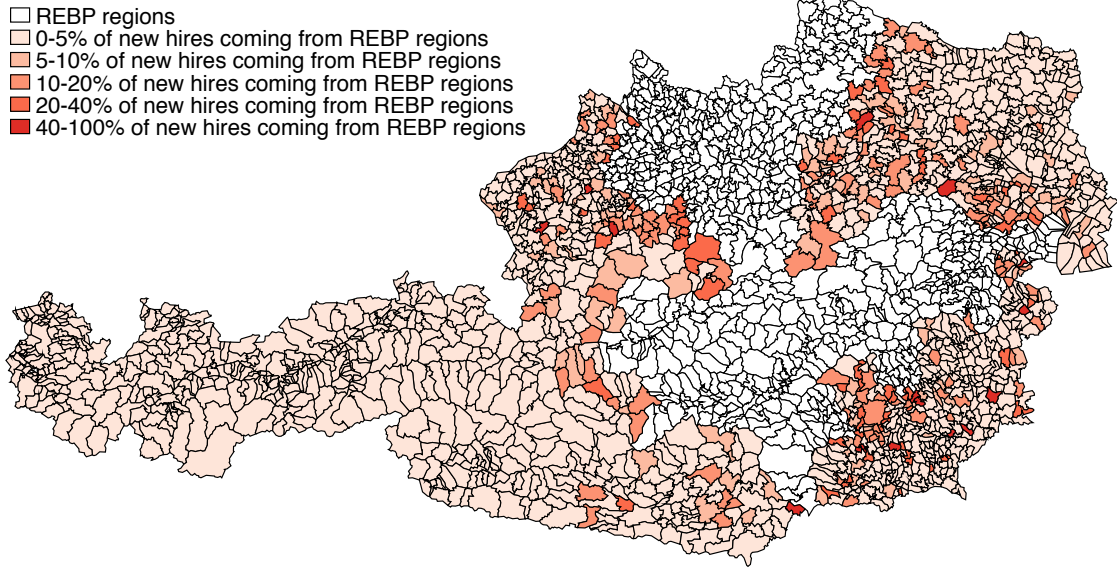 REBP regions
0-5% of new hires coming from REBP regions
5-10% of new hires coming from REBP regions
10-20% of new hires coming from REBP regions
20-40% of new hires coming from REBP regions
40-100% of new hires coming from REBP regions